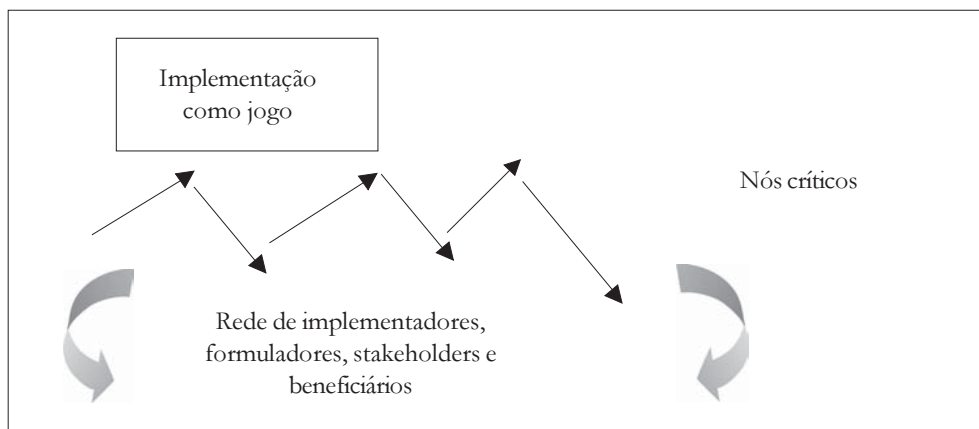 Implementação
como jogo
Nós críticos
Rede de implementadores,
formuladores, stakeholders e
beneficiários